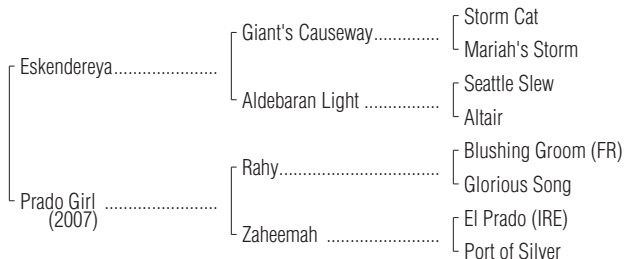 Storm Cat
Giant's Causeway...............
Mariah's Storm
Eskendereya......................
Seattle Slew
Aldebaran Light ................
Altair
Blushing Groom (FR)
Rahy..................................
Glorious Song
Prado Girl ........................
(2007)
El Prado (IRE)
Zaheemah ........................
Port of Silver